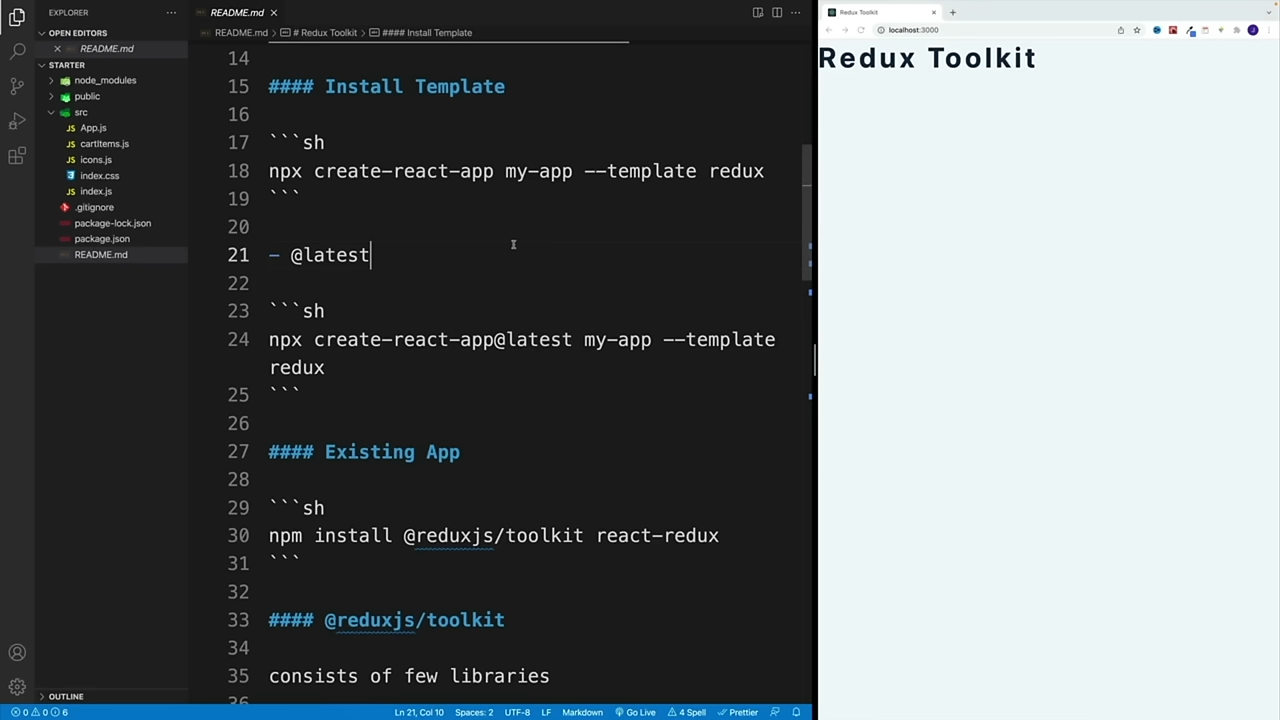 EXPLORER
OPEN EDITORS
README.md
STARTER
node_modules
public
src
App.js
cartItems.js
icons.js
index.css
index.js
.gitignore
package-lock.json
package.json
README.md
OUTLINE
README.md
README.md > # Redux Toolkit > #### Install Template
14
15 #### Install Template
16
17 ```sh
18 npx create-react-app my-app --template redux
19 ```
20
21 - @latest
22
23 ```sh
24 npx create-react-app@latest my-app --template
redux
25 ```
26
27 #### Existing App
28
29 ```sh
30 npm install @reduxjs/toolkit react-redux
31 ```
32
33 #### @reduxjs/toolkit
34
35 consists of few libraries
36
0 0 6 Ln 21, Col 10 Spaces: 2 UTF-8 LF Markdown Go Live 4 Spell Prettier
Redux Toolkit
localhost:3000
J
Redux Toolkit